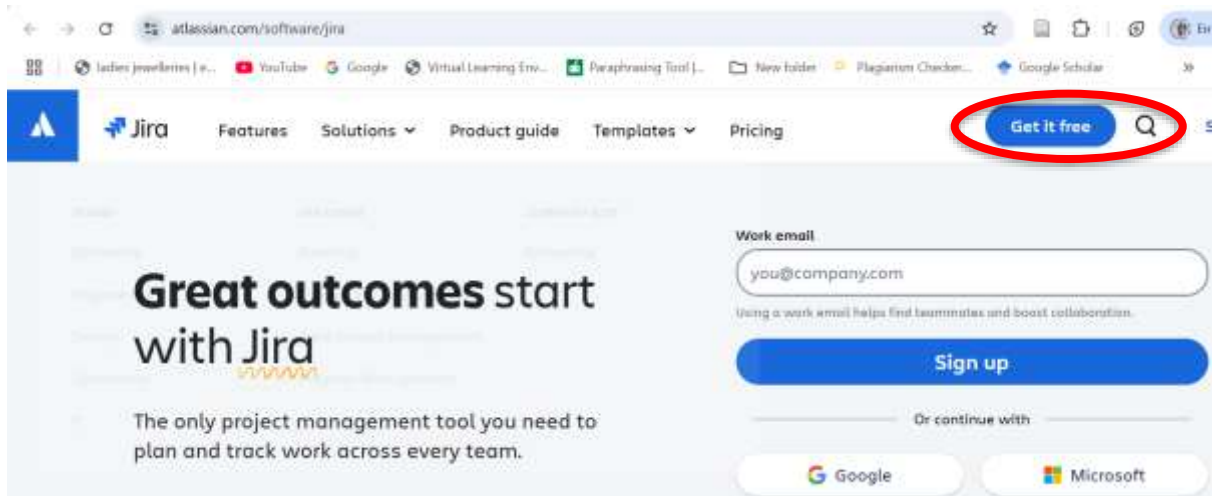 atlassian.com/software/jira
ladies jewelleries | e...
YouTube
Google
Virtual Learning Env...
Paraphrasing Tool |...
New folder
Plagiarism Checker...
Google Scholar
»
Jira
Features
Solutions
Product guide
Templates
Pricing
Get it free
S
Work email
you@company.com
Using a work email helps find teammates and boost collaboration.
Great outcomes start
with Jira
Sign up
The only project management tool you need to
plan and track work across every team.
Or continue with
Google
Microsoft